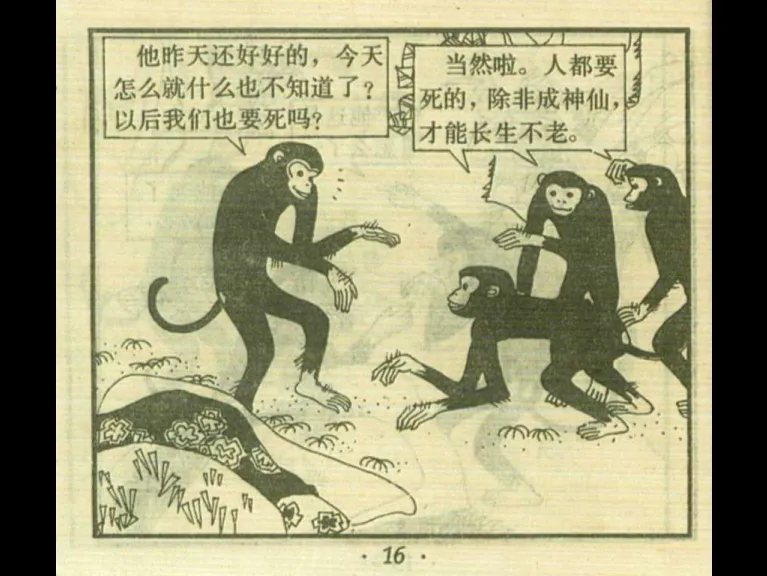 他昨天还好好的，今天
怎么就什么也不知道了？
以后我们也要死吗？
当然啦。人都要
死的，除非成神仙，
才能长生不老。
· 16 ·